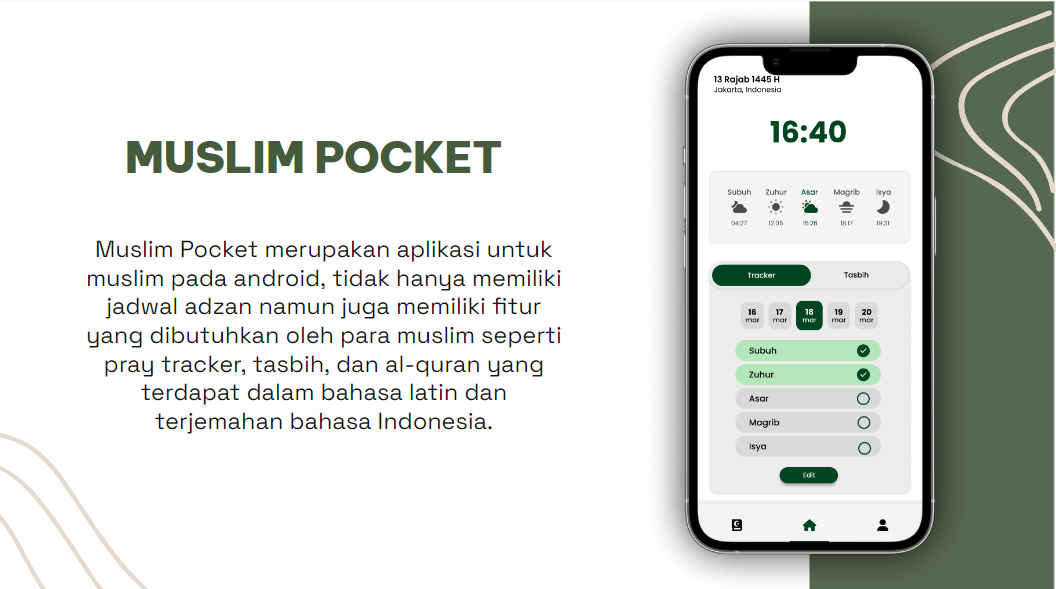 MUSLIM POCKET
Muslim Pocket merupakan aplikasi untuk
muslim pada android, tidak hanya memiliki
jadwal adzan namun juga memiliki fitur
yang dibutuhkan oleh para muslim seperti
pray tracker, tasbih, dan al-quran yang
terdapat dalam bahasa latin dan
terjemahan bahasa Indonesia.
13 Rajab 1445 H
Jakarta, Indonesia
16:40
Subuh Zuhur Asar Magrib Isya
04:27 12:05 15:26 18:17 19:31
Tracker Tasbih
16 17 18 19 20
mar mar mar mar mar
Subuh
Zuhur
Asar
Magrib
Isya
Edit